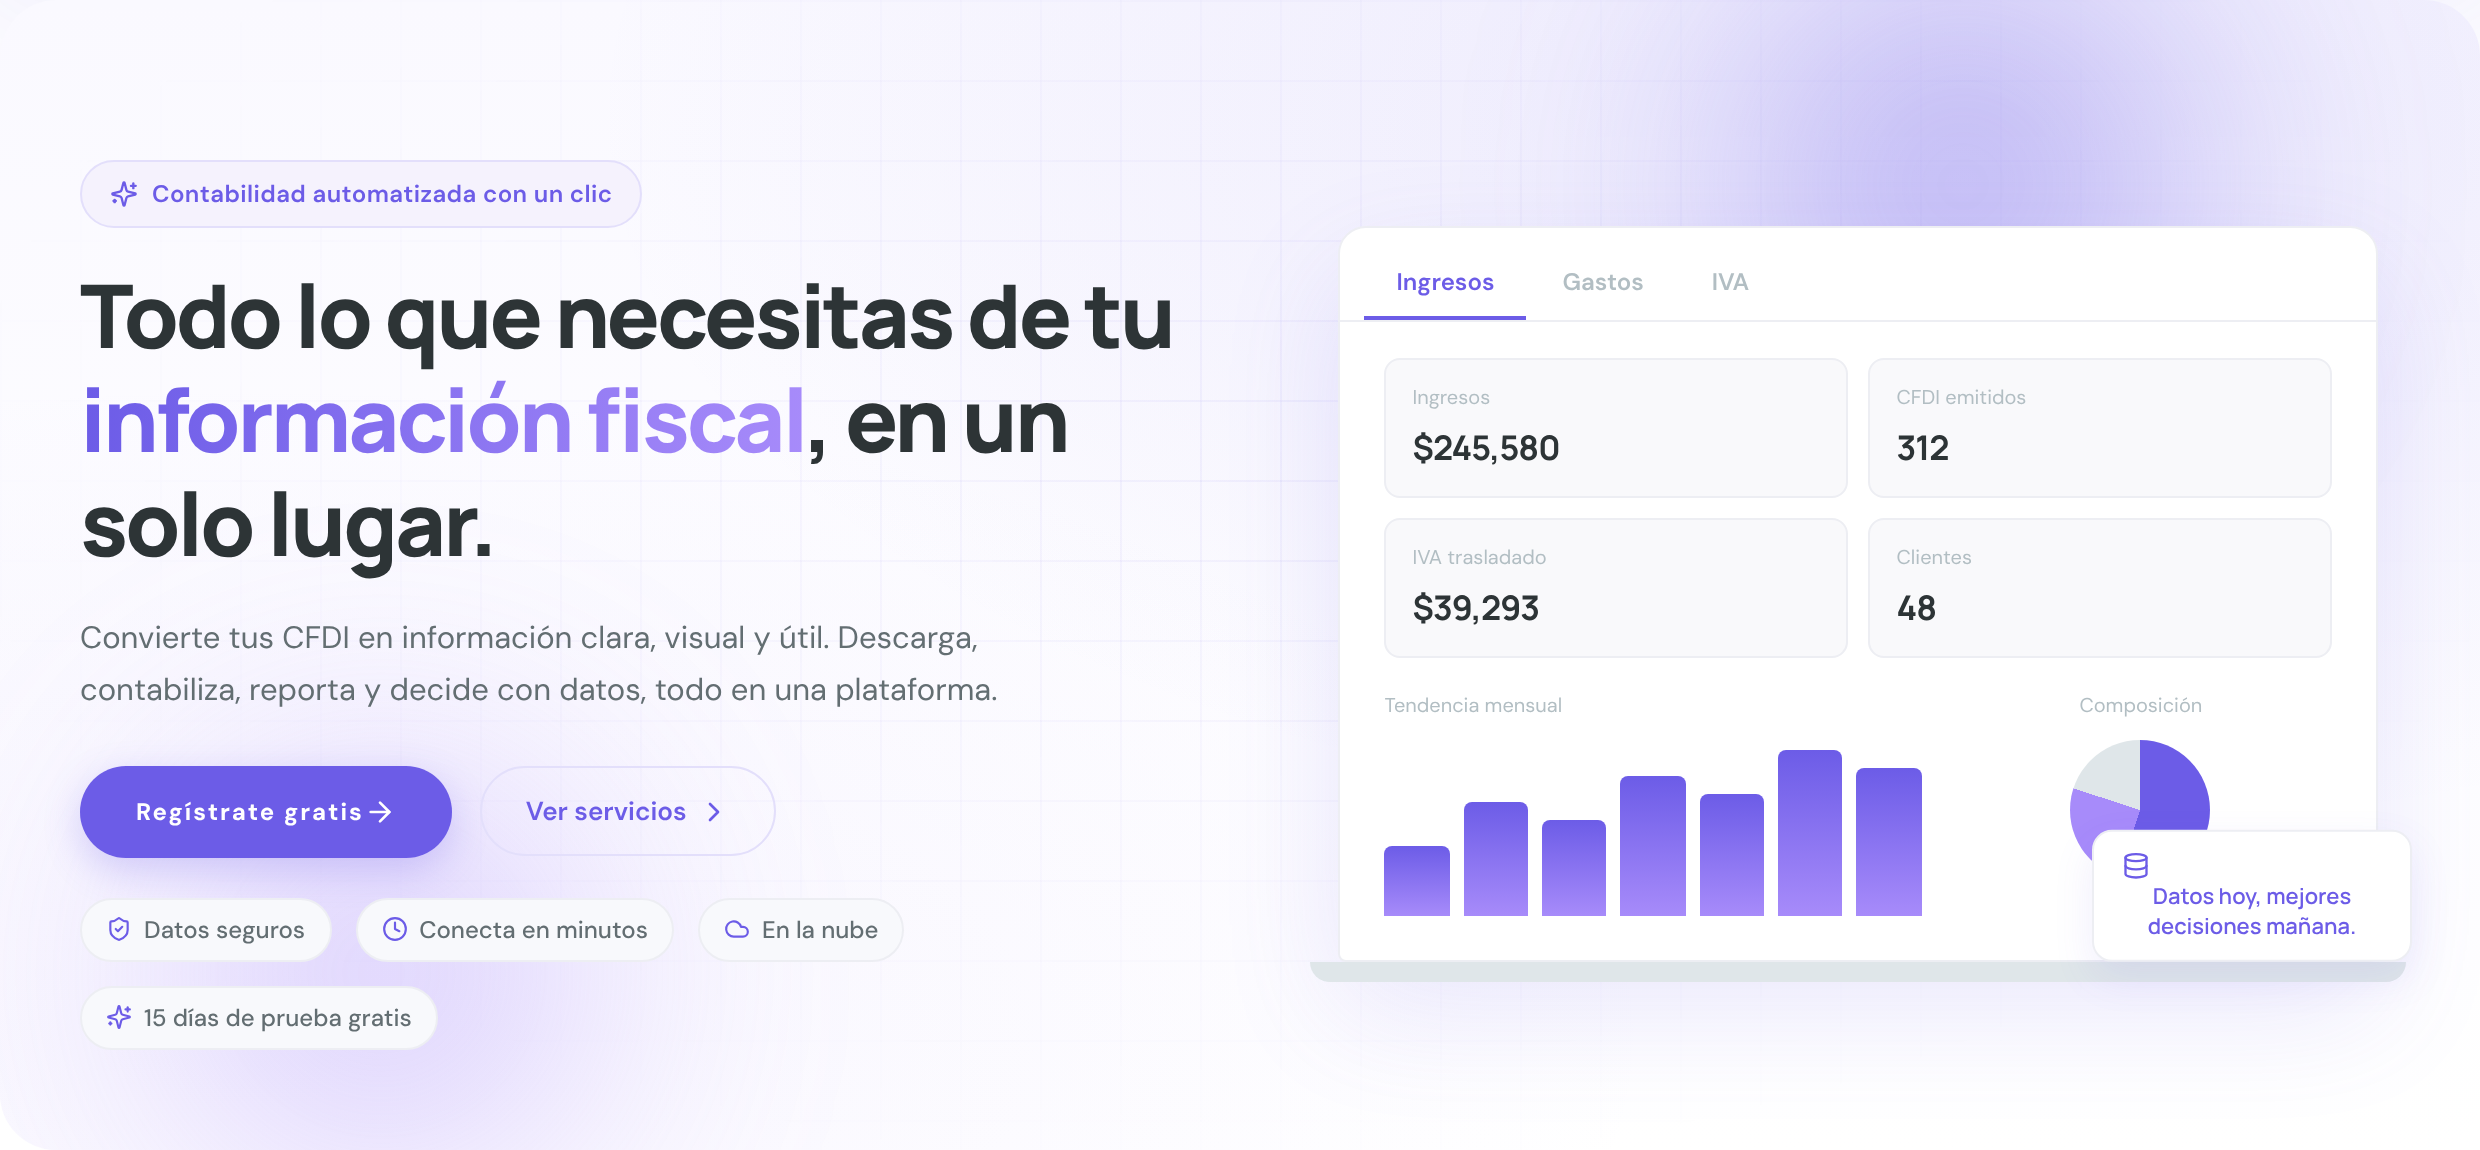 Contabilidad automatizada con un clic
Todo lo que necesitas de tu
información fiscal, en un
solo lugar.
Convierte tus CFDI en información clara, visual y útil. Descarga,
contabiliza, reporta y decide con datos, todo en una plataforma.
Regístrate gratis
Ver servicios
Datos seguros
Conecta en minutos
En la nube
15 días de prueba gratis
Ingresos
Gastos
IVA
Ingresos
$245,580
CFDI emitidos
312
IVA trasladado
$39,293
Clientes
48
Tendencia mensual
Composición
Datos hoy, mejores
decisiones mañana.